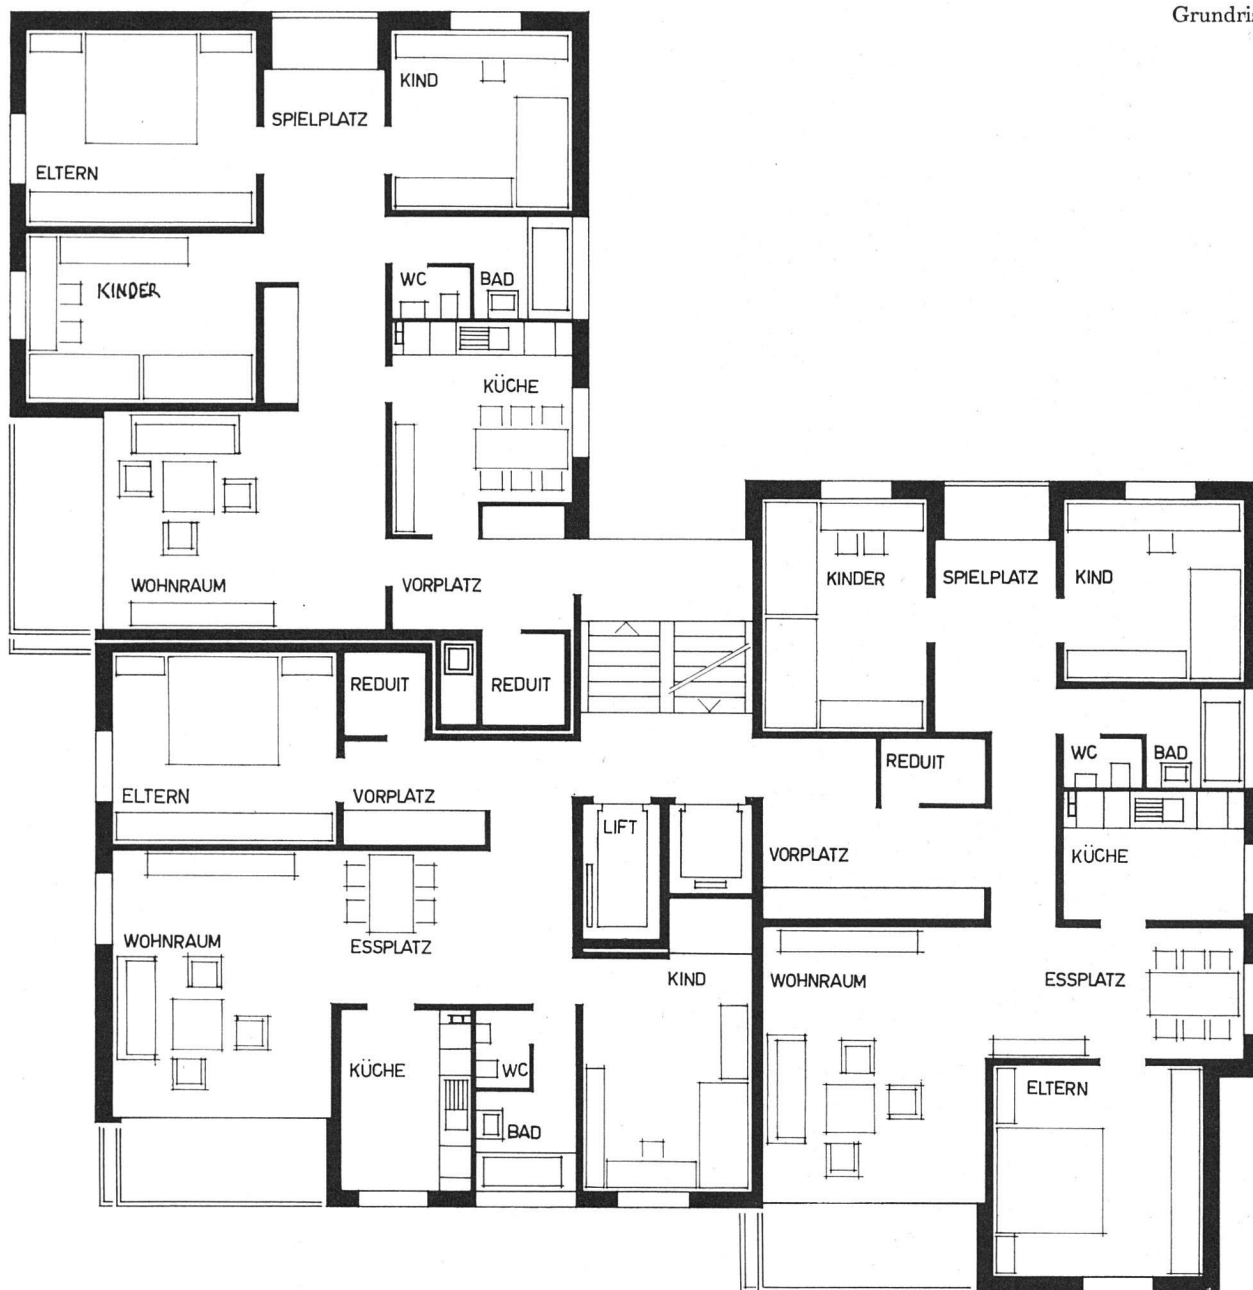 Grundri
KIND
SPIELPLATZ
ELTERN
WC
BAD
KINDER
KÜCHE
WOHNRAUM
VORPLATZ
KINDER
SPIELPLATZ
KIND
REDUIT
REDUIT
ELTERN
VORPLATZ
LIFT
REDUIT
WC
BAD
VORPLATZ
KÜCHE
WOHNRAUM
ESSPLATZ
KIND
WOHNRAUM
ESSPLATZ
KÜCHE
WC
BAD
ELTERN